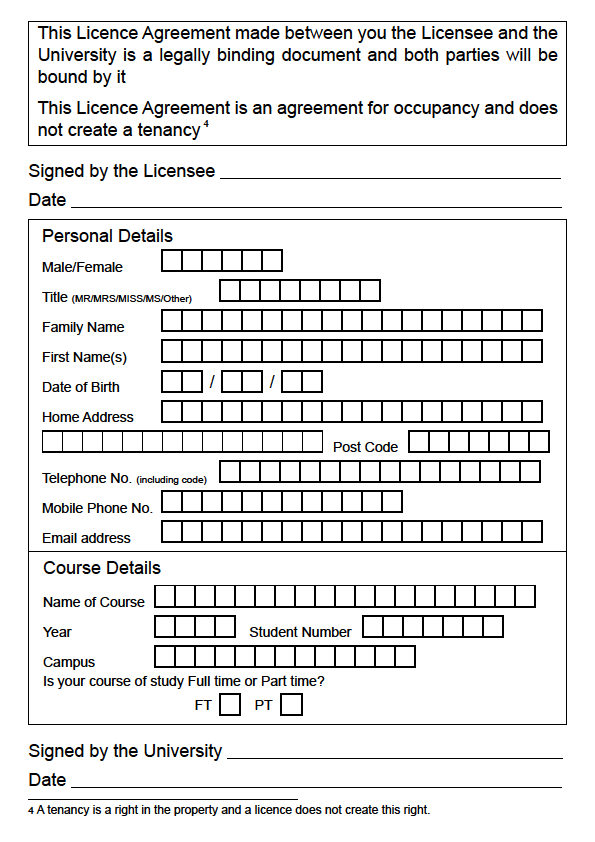 This Licence Agreement made between you the Licensee and the
University is a legally binding document and both parties will be
bound by it
This Licence Agreement is an agreement for occupancy and does
not create a tenancy 4
Signed by the Licensee
Date
Personal Details
Male/Female
Title (MR/MRS/MISS/MS/Other)
Family Name
First Name(s)
Date of Birth / /
Home Address
Post Code
Telephone No. (including code)
Mobile Phone No.
Email address
Course Details
Name of Course
Year Student Number
Campus
Is your course of study Full time or Part time?
FT PT
Signed by the University
Date
4 A tenancy is a right in the property and a licence does not create this right.